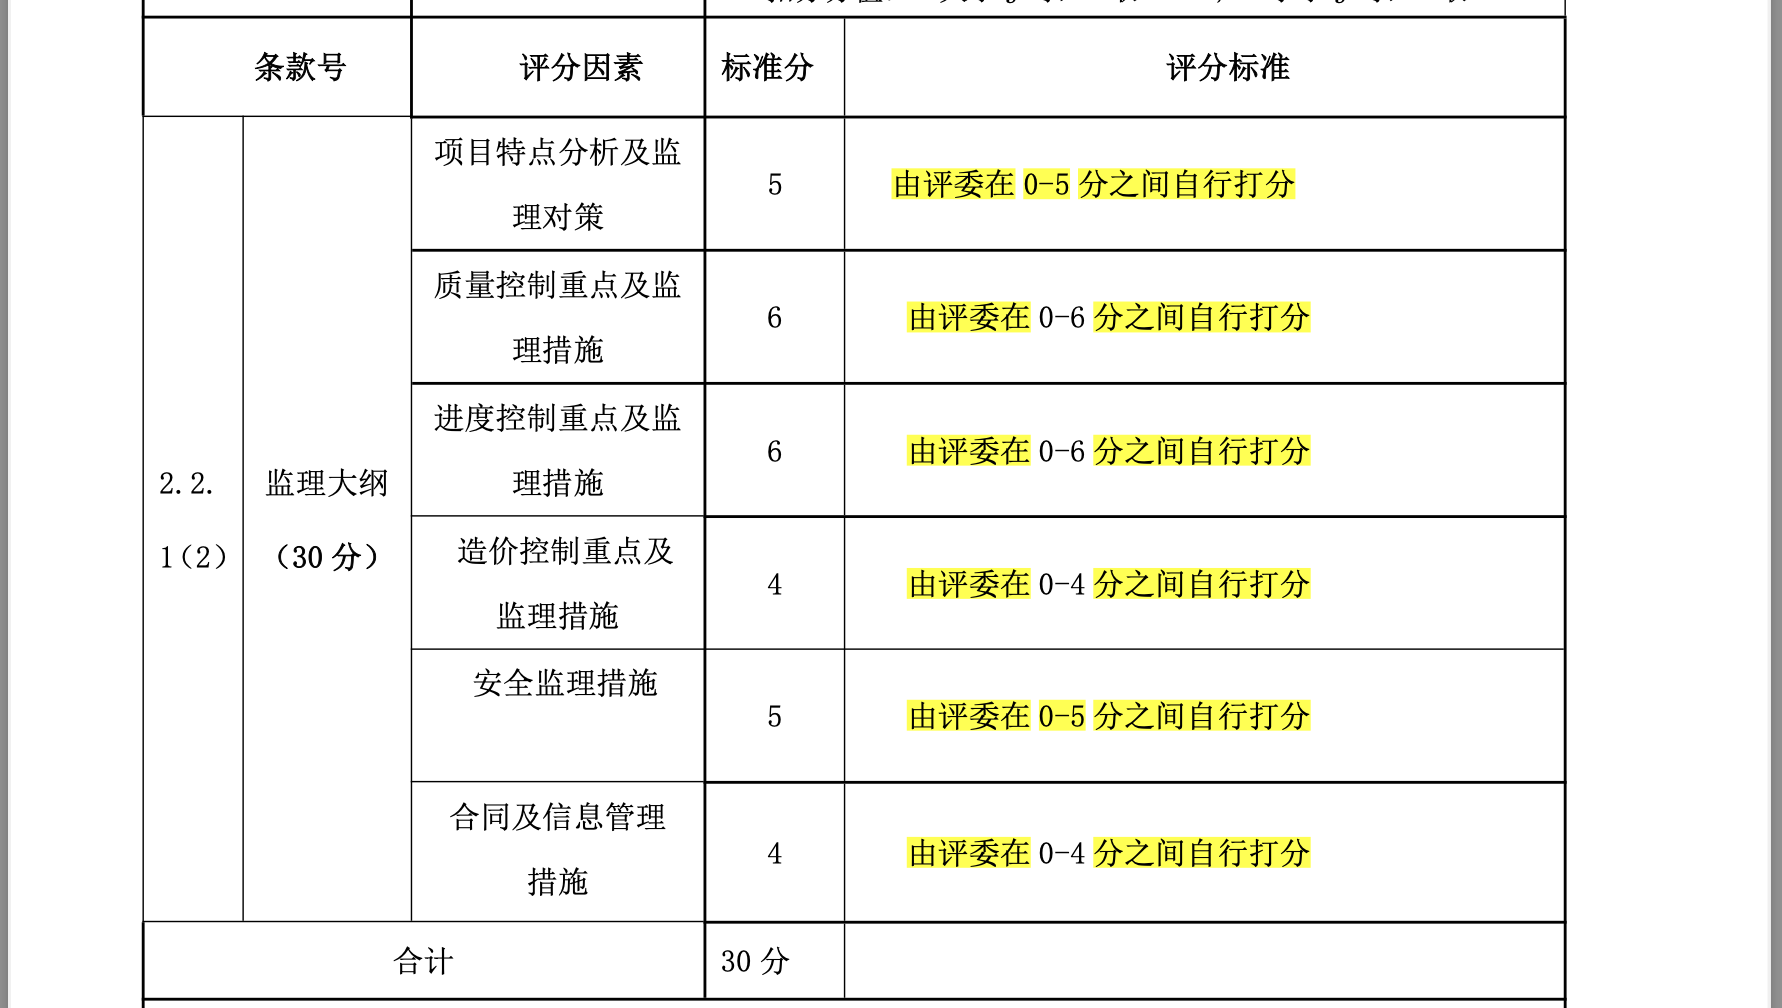 条款号 评分因素 标准分 评分标准
项目特点分析及监
理对策
5 由评委在 0-5 分之间自行打分
质量控制重点及监
理措施
6 由评委在 0-6 分之间自行打分
进度控制重点及监
理措施
6 由评委在 0-6 分之间自行打分
2.2.
1(2)
监理大纲
（30 分）
造价控制重点及
监理措施
4 由评委在 0-4 分之间自行打分
安全监理措施
5 由评委在 0-5 分之间自行打分
合同及信息管理
措施
4 由评委在 0-4 分之间自行打分
合计 30 分